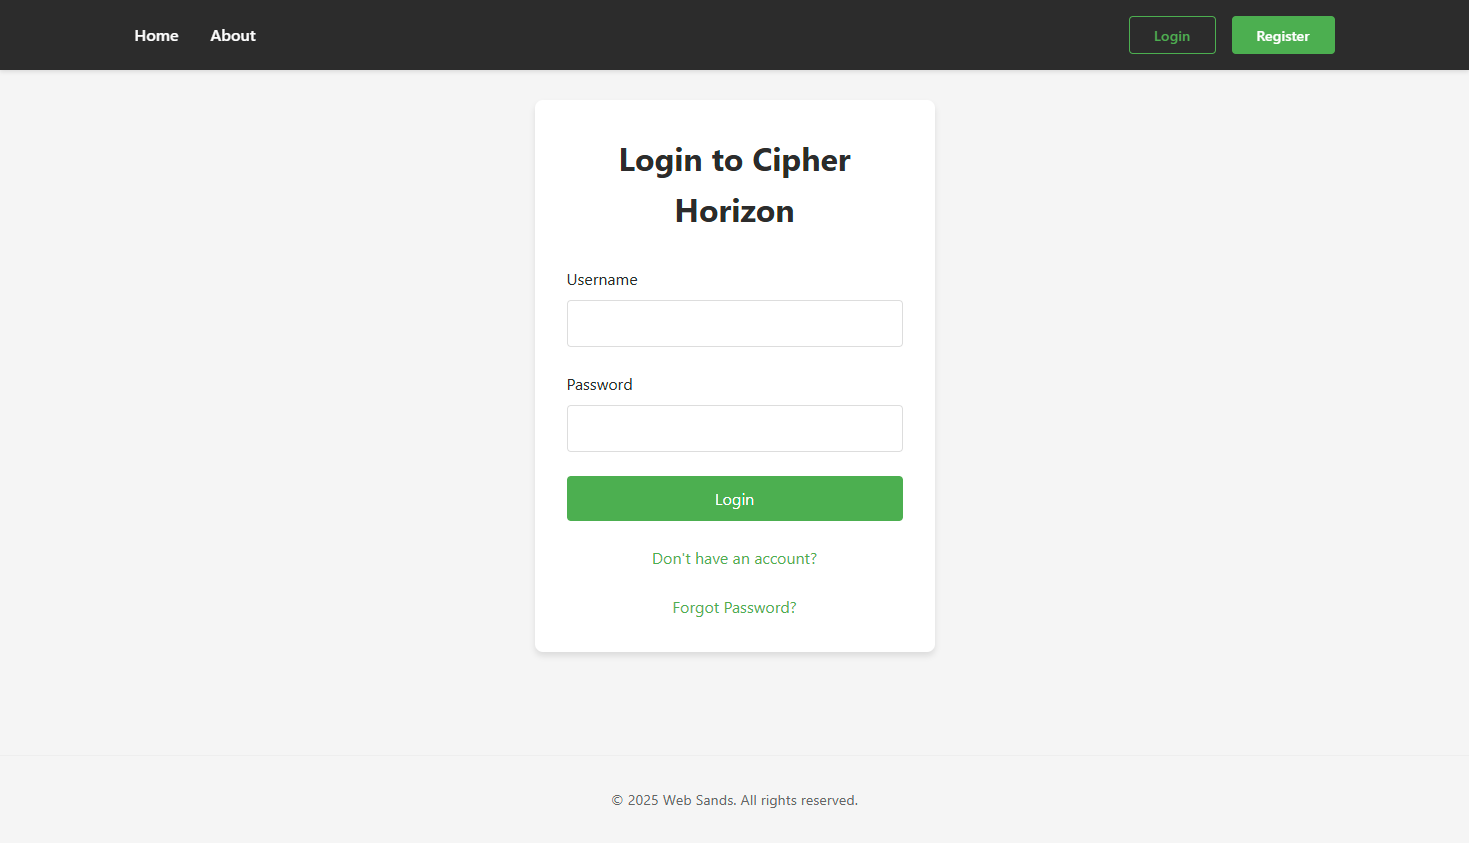 Home About Login Register
Login to Cipher
Horizon
Username
Password
Login
Don't have an account?
Forgot Password?
© 2025 Web Sands. All rights reserved.